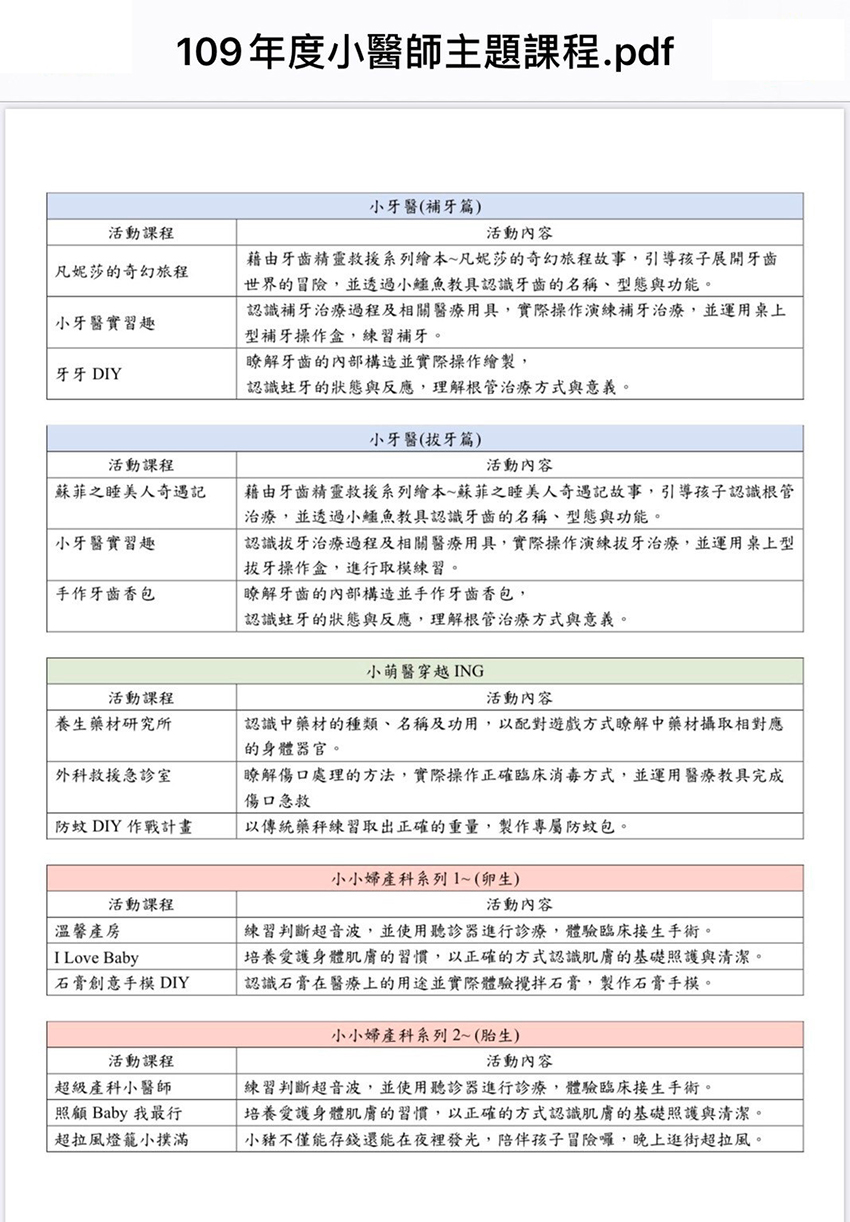 109年度小醫師主題課程.pdf
小牙醫(補牙篇)
活動課程 活動內容
凡妮莎的奇幻旅程 藉由牙齒精靈救援系列繪本~凡妮莎的奇幻旅程故事，引導孩子展開牙齒
世界的冒險，並透過小鱷魚教具認識牙齒的名稱、型態與功能。
小牙醫實習趣 認識補牙治療過程及相關醫療用具，實際操作演練補牙治療，並運用桌上
型補牙操作盒，練習補牙。
牙牙 DIY 瞭解牙齒的內部構造並實際操作繪製，
認識蛀牙的狀態與反應，理解根管治療方式與意義。
小牙醫(拔牙篇)
活動課程 活動內容
蘇菲之睡美人奇遇記 藉由牙齒精靈救援系列繪本~蘇菲之睡美人奇遇記故事，引導孩子認識根管
治療，並透過小鱷魚教具認識牙齒的名稱、型態與功能。
小牙醫實習趣 認識拔牙治療過程及相關醫療用具，實際操作演練拔牙治療，並運用桌上型
拔牙操作盒，進行取模練習。
手作牙齒香包 瞭解牙齒的內部構造並手作牙齒香包，
認識蛀牙的狀態與反應，理解根管治療方式與意義。
小萌醫穿越 ING
活動課程 活動內容
養生藥材研究所 認識中藥材的種類、名稱及功用，以配對遊戲方式瞭解中藥材攝取相對應
的身體器官。
外科救援急診室 瞭解傷口處理的方法，實際操作正確臨床消毒方式，並運用醫療教具完成
傷口急救
防蚊 DIY 作戰計畫 以傳統藥秤練習取出正確的重量，製作專屬防蚊包。
小小婦產科系列 1~ (卵生)
活動課程 活動內容
溫馨產房 練習判斷超音波，並使用聽診器進行診療，體驗臨床接生手術。
I Love Baby 培養愛護身體肌膚的習慣，以正確的方式認識肌膚的基礎照護與清潔。
石膏創意手模 DIY 認識石膏在醫療上的用途並實際體驗攪拌石膏，製作石膏手模。
小小婦產科系列 2~ (胎生)
活動課程 活動內容
超級產科小醫師 練習判斷超音波，並使用聽診器進行診療，體驗臨床接生手術。
照顧 Baby 我最行 培養愛護身體肌膚的習慣，以正確的方式認識肌膚的基礎照護與清潔。
超拉風燈籠小撲滿 小豬不僅能存錢還能在夜裡發光，陪伴孩子冒險囉，晚上逛街超拉風。